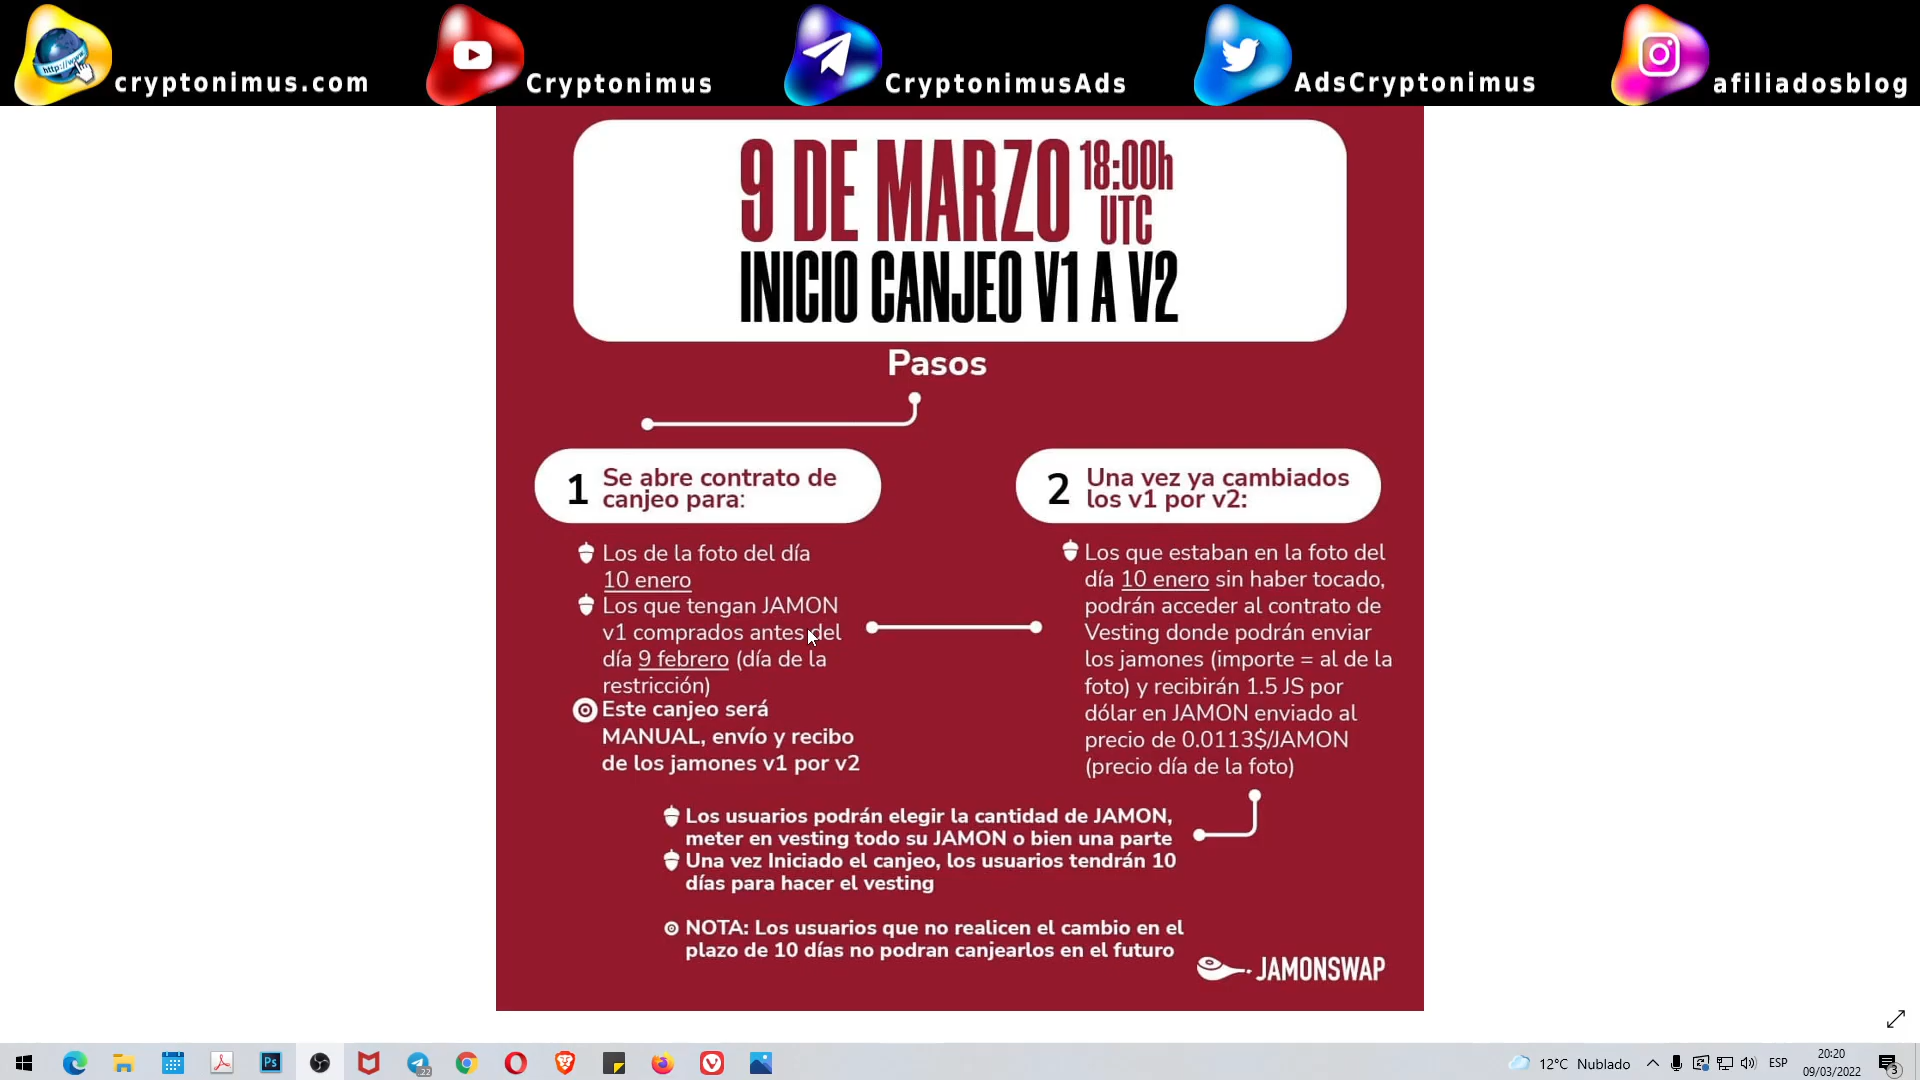 cryptonimus.com
Cryptonimus
CryptonimusAds
AdsCryptonimus
afiliadosblog
9 DE MARZO 18:00h
UTC
INICIO CANJEO V1 A V2
Pasos
1 Se abre contrato de
canjeo para:
Los de la foto del día
10 enero
Los que tengan JAMON
v1 comprados antes del
día 9 febrero (día de la
restricción)
Este canjeo será
MANUAL, envío y recibo
de los jamones v1 por v2
2 Una vez ya cambiados
los v1 por v2:
Los que estaban en la foto del
día 10 enero sin haber tocado,
podrán acceder al contrato de
Vesting donde podrán enviar
los jamones (importe = al de la
foto) y recibirán 1.5 JS por
dólar en JAMON enviado al
precio de 0.0113$/JAMON
(precio día de la foto)
Los usuarios podrán elegir la cantidad de JAMON,
meter en vesting todo su JAMON o bien una parte
Una vez Iniciado el canjeo, los usuarios tendrán 10
días para hacer el vesting
NOTA: Los usuarios que no realicen el cambio en el
plazo de 10 días no podran canjearlos en el futuro
JAMONSWAP
Ps
22
12°C Nublado
ESP
20:20
09/03/2022
3